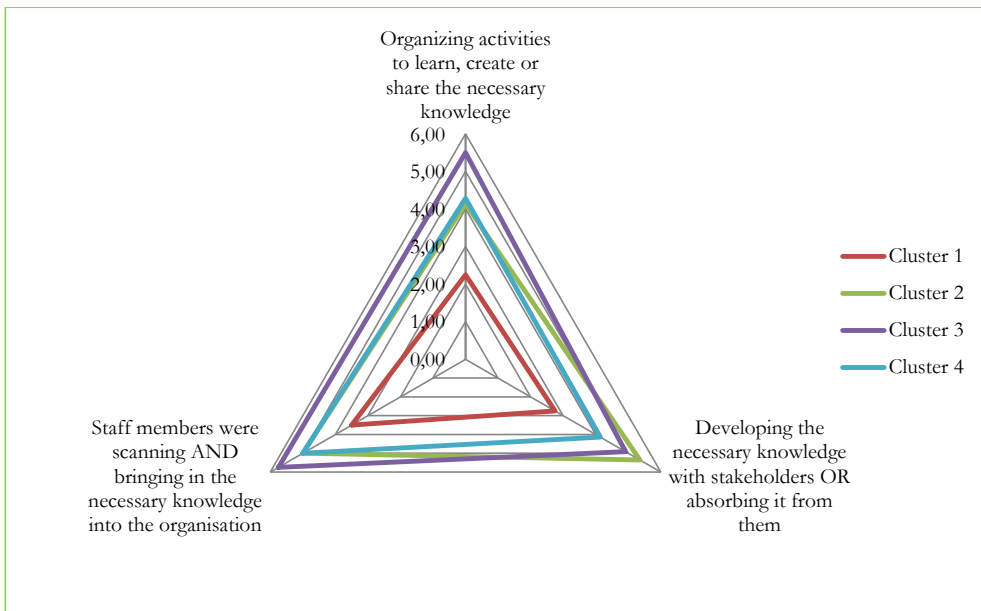 Organizing activities
to learn, create or
share the necessary
knowledge
6,00
5,00
4,00
3,00
2,00
1,00
0,00
Cluster 1
Cluster 2
Cluster 3
Cluster 4
Staff members were
scanning AND
bringing in the
necessary knowledge
into the organisation
Developing the
necessary knowledge
with stakeholders OR
absorbing it from
them